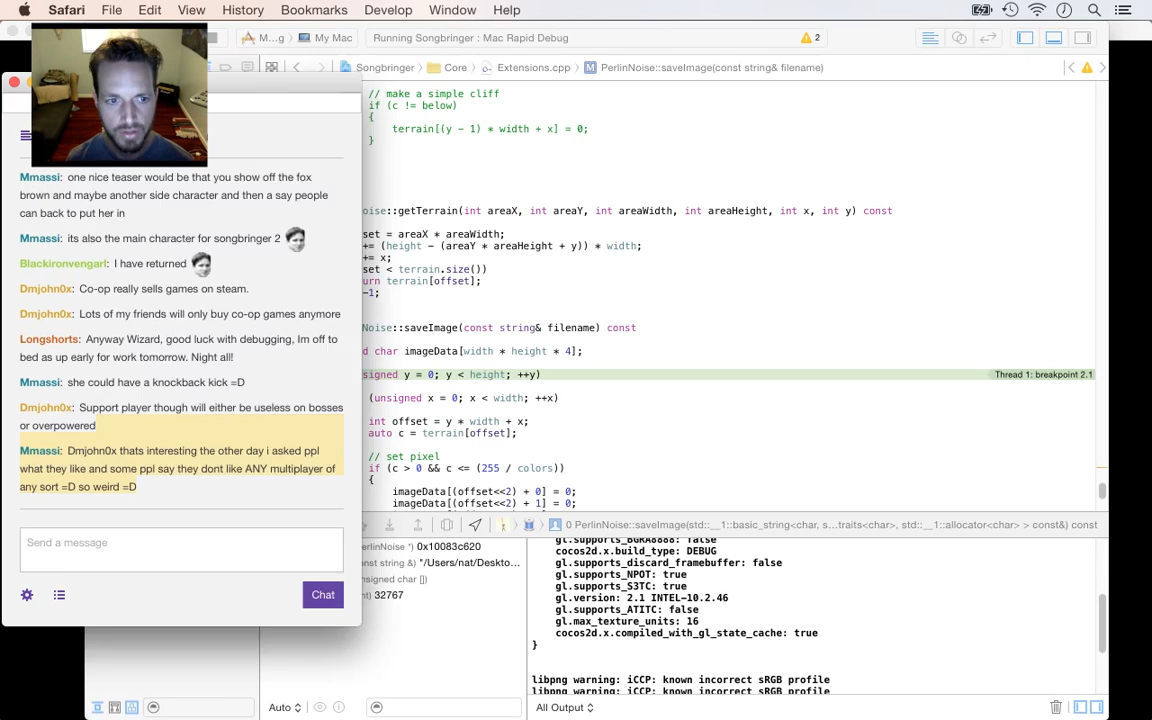 Safari File Edit View History Bookmarks Develop Window Help
M...g My Mac Running Songbringer : Mac Rapid Debug 2
Songbringer Core Extensions.cpp M PerlinNoise::saveImage(const string& filename)
Mmassi: one nice teaser would be that you show off the fox
brown and maybe another side character and then a say people
can back to put her in
Mmassi: its also the main character for songbringer 2
Blackironvengarl: I have returned
Dmjohn0x: Co-op really sells games on steam.
Dmjohn0x: Lots of my friends will only buy co-op games anymore
Longshorts: Anyway Wizard, good luck with debugging, Im off to
bed as up early for work tomorrow. Night all!
Mmassi: she could have a knockback kick =D
Dmjohn0x: Support player though will either be useless on bosses
or overpowered
Mmassi: Dmjohn0x thats interesting the other day i asked ppl
what they like and some ppl say they dont like ANY multiplayer of
any sort =D so weird =D
Send a message
Chat
// make a simple cliff
if (c != below)
{
terrain[(y - 1) * width + x] = 0;
}
oise::getTerrain(int areaX, int areaY, int areaWidth, int areaHeight, int x, int y) const
set = areaX * areaWidth;
+= (height - (areaY * areaHeight + y)) * width;
+= x;
set < terrain.size())
urn terrain[offset];
-1;
Noise::saveImage(const string& filename) const
d char imageData[width * height * 4];
signed y = 0; y < height; ++y)
Thread 1: breakpoint 2.1
(unsigned x = 0; x < width; ++x)
int offset = y * width + x;
auto c = terrain[offset];
// set pixel
if (c > 0 && c <= (255 / colors))
{
imageData[(offset<<2) + 0] = 0;
imageData[(offset<<2) + 1] = 0;
0 PerlinNoise::saveImage(std::__1::basic_string<char, s...traits<char>, std::__1::allocator<char> > const&) const
PerlinNoise *) 0x10083c620
const string &) "/Users/nat/Deskto...
nsigned char [])
nt) 32767
gl.supports_BGRA8888: false
cocos2d.x.build_type: DEBUG
gl.supports_discard_framebuffer: false
gl.supports_NPOT: true
gl.supports_S3TC: true
gl.version: 2.1 INTEL-10.2.46
gl.supports_ATITC: false
gl.max_texture_units: 16
cocos2d.x.compiled_with_gl_state_cache: true
}
libpng warning: iCCP: known incorrect sRGB profile
libpng warning: iCCP: known incorrect sRGB profile
Auto
All Output